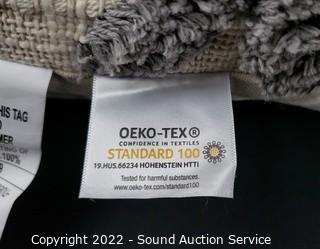 HIS TAG
MER
100%
OEKO-TEX®
CONFIDENCE IN TEXTILES
STANDARD 100
19.HUS.66234 HOHENSTEIN HTTI
Tested for harmful substances.
www.oeko-tex.com/standard100
Copyright 2022 - Sound Auction Service